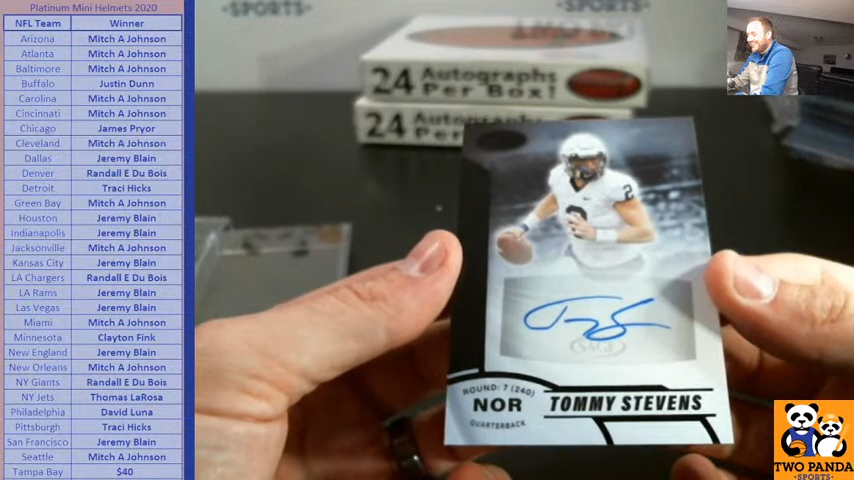 Platinum Mini Helmets 2020
NFL Team Winner
Arizona Mitch A Johnson
Atlanta Mitch A Johnson
Baltimore Mitch A Johnson
Buffalo Justin Dunn
Carolina Mitch A Johnson
Cincinnati Mitch A Johnson
Chicago James Pryor
Cleveland Mitch A Johnson
Dallas Jeremy Blain
Denver Randall E Du Bois
Detroit Traci Hicks
Green Bay Mitch A Johnson
Houston Jeremy Blain
Indianapolis Jeremy Blain
Jacksonville Mitch A Johnson
Kansas City Jeremy Blain
LA Chargers Randall E Du Bois
LA Rams Jeremy Blain
Las Vegas Jeremy Blain
Miami Mitch A Johnson
Minnesota Clayton Fink
New England Jeremy Blain
New Orleans Mitch A Johnson
NY Giants Randall E Du Bois
NY Jets Thomas LaRosa
Philadelphia David Luna
Pittsburgh Traci Hicks
San Francisco Jeremy Blain
Seattle Mitch A Johnson
Tampa Bay $40
·SPORTS·
SPORTS·
24 Autographs
Per Box!
24 Autographs
Per
2
SAGE
ROUND: 7 (240)
NOR
QUARTERBACK
TOMMY STEVENS
TWO PANDA
·SPORTS·